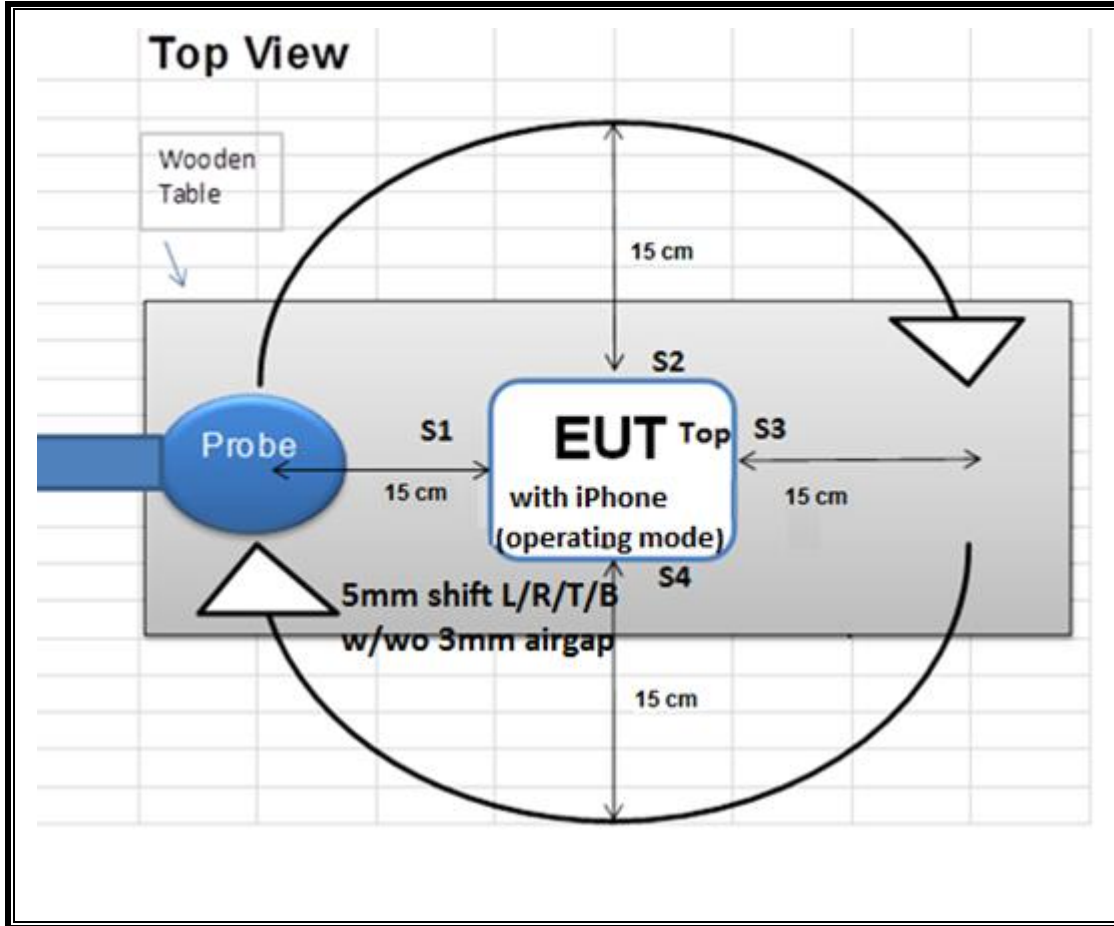 Top View
Wooden
Table
15 cm
S2
Probe
S1
EUT Top
S3
15 cm
with iPhone
15 cm
(operating mode)
S4
5mm shift L/R/T/B
w/wo 3mm airgap
15 cm